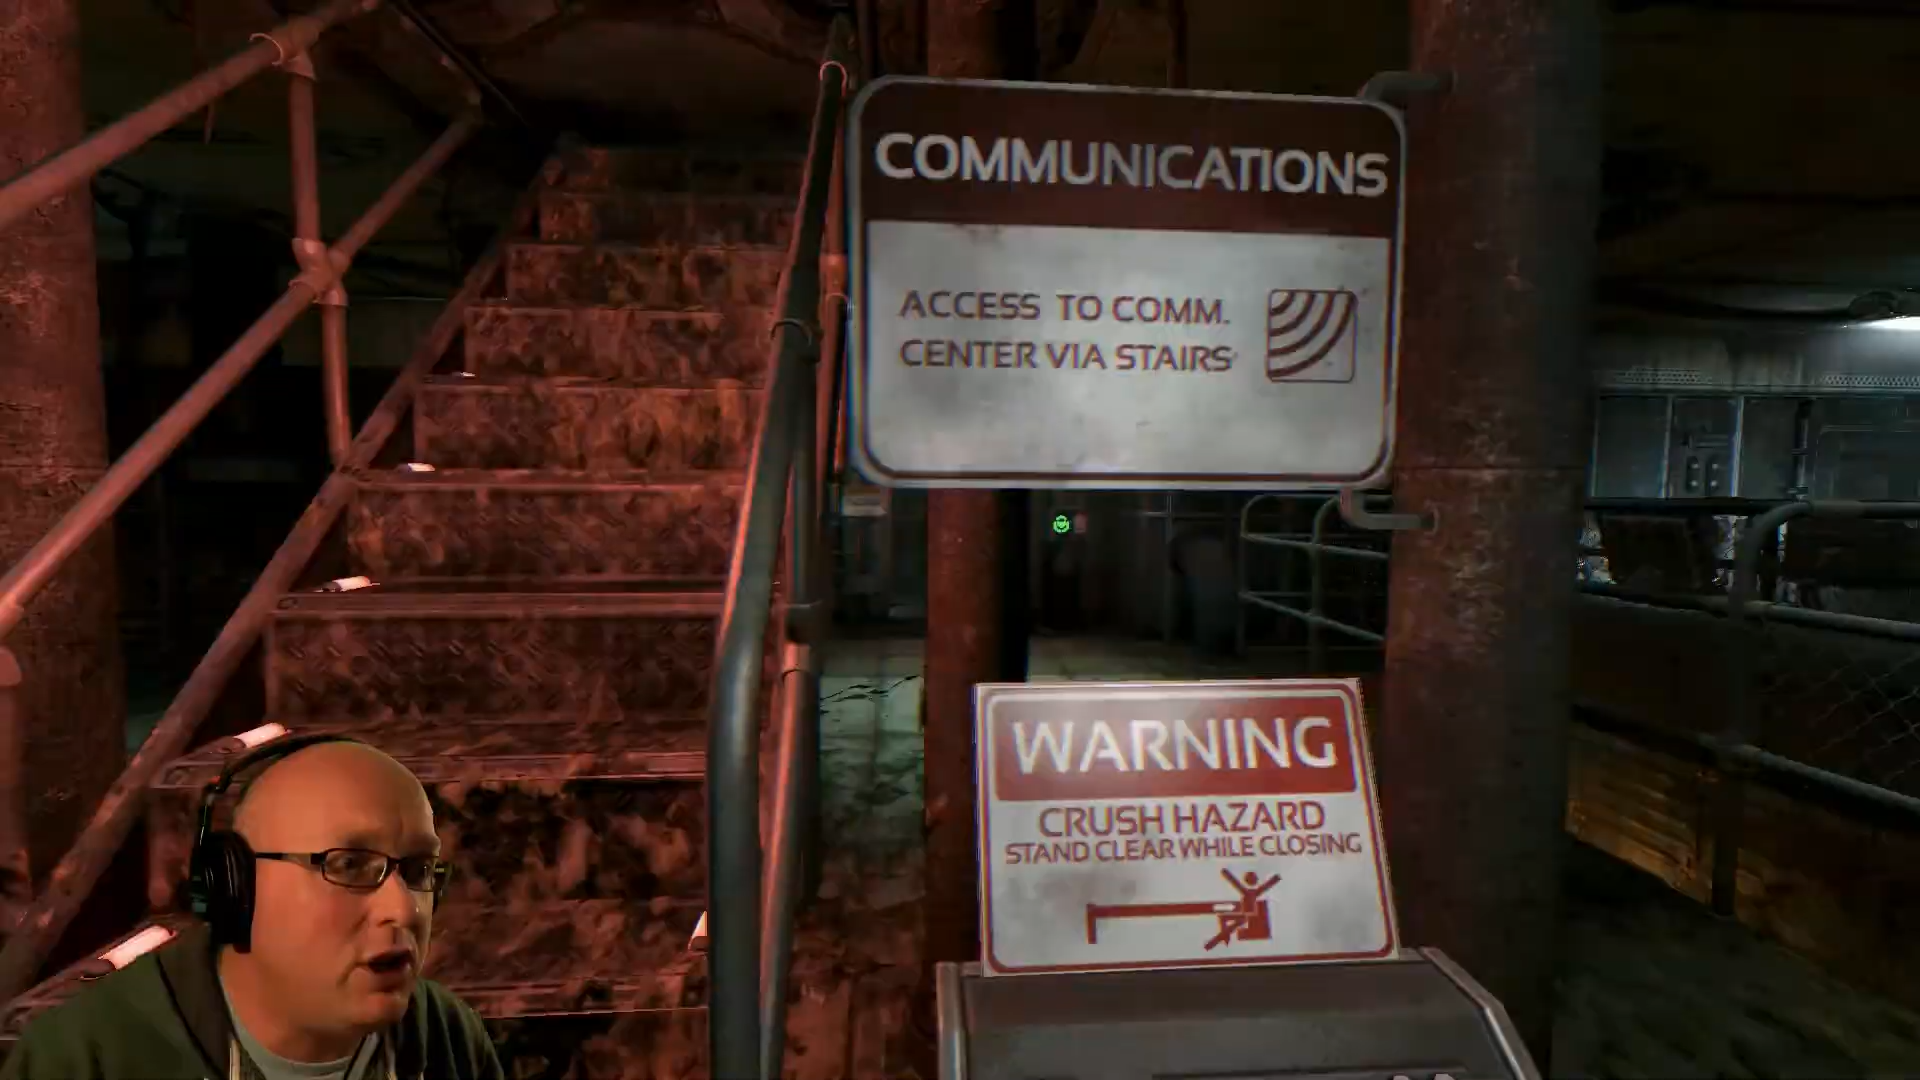 COMMUNICATIONS
ACCESS TO COMM.
CENTER VIA STAIRS
WARNING
CRUSH HAZARD
STAND CLEAR WHILE CLOSING